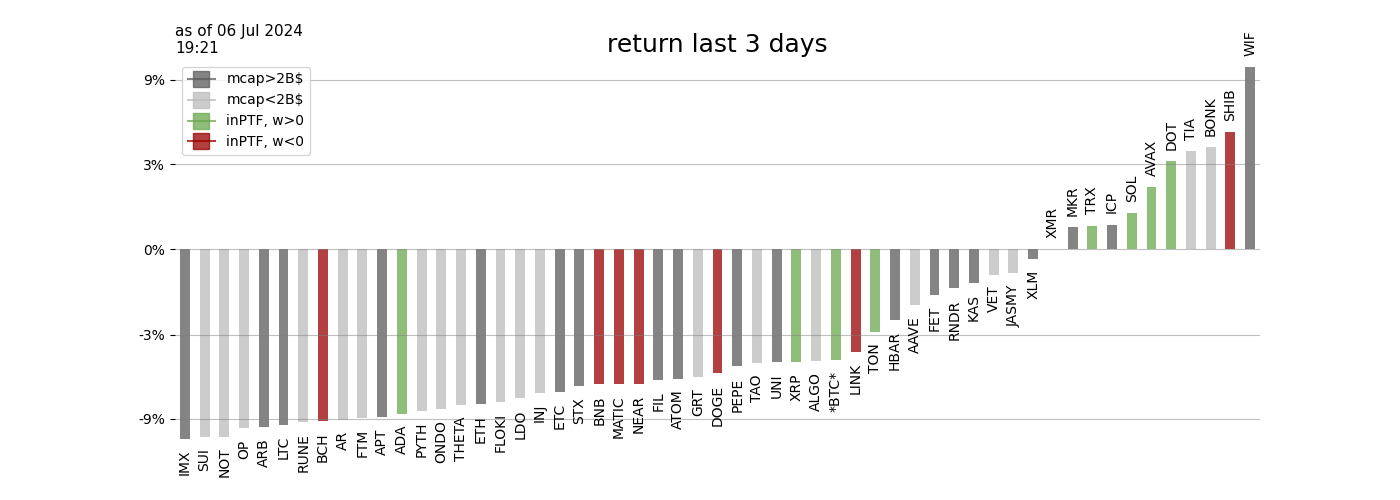 as of 06 Jul 2024
19:21
return last 3 days
9%
3%
0%
-3%
-9%
mcap>2B$
mcap<2B$
inPTF, w>0
inPTF, w<0
IMX
SUI
NOT
OP
ARB
LTC
RUNE
BCH
AR
FTM
APT
ADA
PYTH
ONDO
THETA
ETH
FLOKI
LDO
INJ
ETC
STX
BNB
MATIC
NEAR
FIL
ATOM
GRT
DOGE
PEPE
TAO
UNI
XRP
ALGO
*BTC*
LINK
TON
HBAR
AAVE
FET
RNDR
KAS
VET
JASMY
XLM
XMR
MKR
TRX
ICP
SOL
AVAX
DOT
TIA
BONK
SHIB
WIF